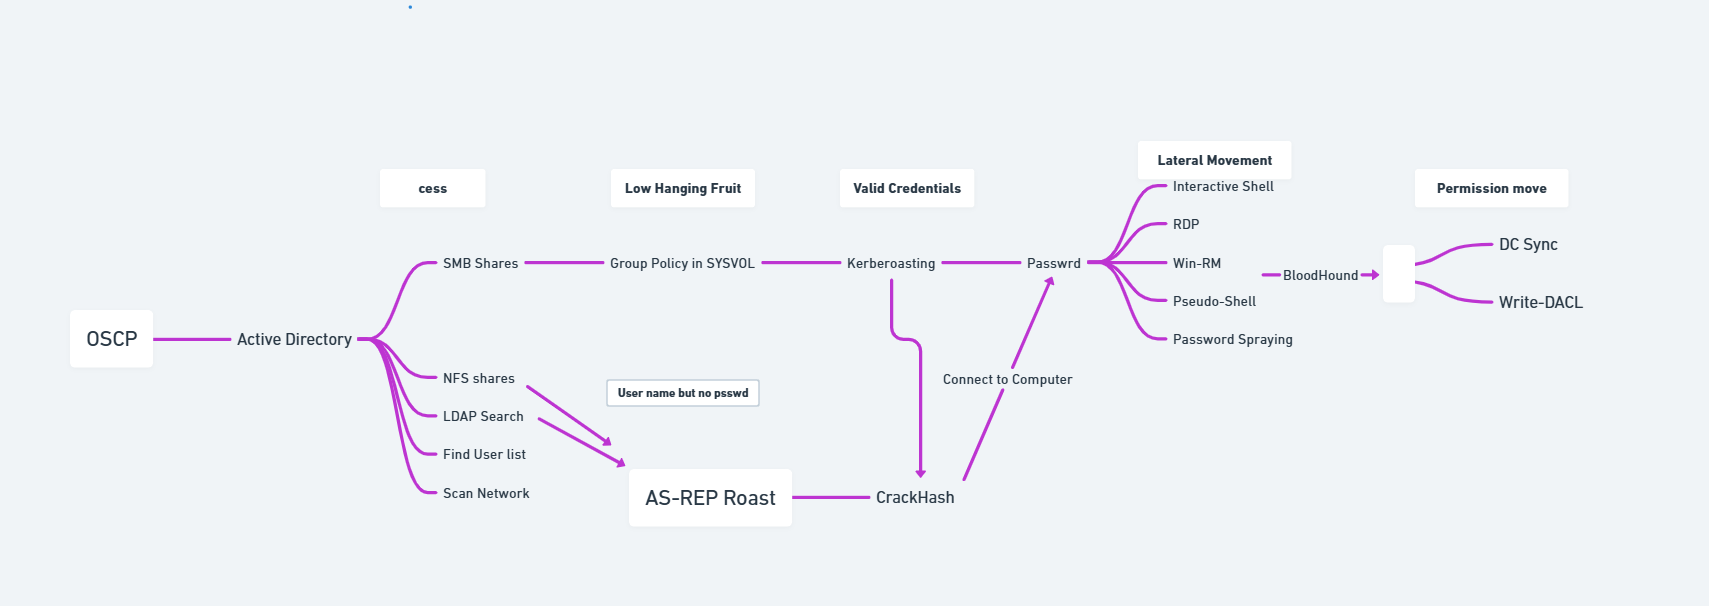 Lateral Movement
cess
Low Hanging Fruit
Valid Credentials
Permission move
Interactive Shell
RDP
SMB Shares
Group Policy in SYSVOL
Kerberoasting
Passwrd
Win-RM
BloodHound
DC Sync
Pseudo-Shell
Write-DACL
OSCP
Active Directory
Password Spraying
NFS shares
User name but no psswd
Connect to Computer
LDAP Search
Find User list
Scan Network
AS-REP Roast
CrackHash